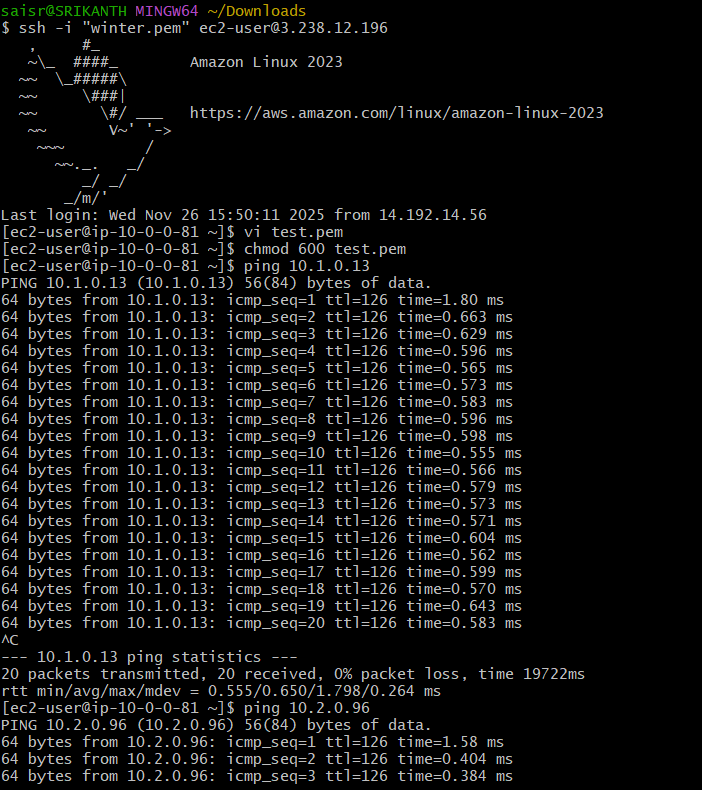 saisr@SRIKANTH MINGW64 ~/Downloads
$ ssh -i "winter.pem" ec2-user@3.238.12.196
   ,     #_
   ~\_  ####_        Amazon Linux 2023
  ~~  \_#####\
  ~~     \###|
  ~~       \#/ ___   https://aws.amazon.com/linux/amazon-linux-2023
   ~~       V~' '->
    ~~~         /
      ~~._.   _/
         _/ _/
       _/m/'
Last login: Wed Nov 26 15:50:11 2025 from 14.192.14.56
[ec2-user@ip-10-0-0-81 ~]$ vi test.pem
[ec2-user@ip-10-0-0-81 ~]$ chmod 600 test.pem
[ec2-user@ip-10-0-0-81 ~]$ ping 10.1.0.13
PING 10.1.0.13 (10.1.0.13) 56(84) bytes of data.
64 bytes from 10.1.0.13: icmp_seq=1 ttl=126 time=1.80 ms
64 bytes from 10.1.0.13: icmp_seq=2 ttl=126 time=0.663 ms
64 bytes from 10.1.0.13: icmp_seq=3 ttl=126 time=0.629 ms
64 bytes from 10.1.0.13: icmp_seq=4 ttl=126 time=0.596 ms
64 bytes from 10.1.0.13: icmp_seq=5 ttl=126 time=0.565 ms
64 bytes from 10.1.0.13: icmp_seq=6 ttl=126 time=0.573 ms
64 bytes from 10.1.0.13: icmp_seq=7 ttl=126 time=0.583 ms
64 bytes from 10.1.0.13: icmp_seq=8 ttl=126 time=0.596 ms
64 bytes from 10.1.0.13: icmp_seq=9 ttl=126 time=0.598 ms
64 bytes from 10.1.0.13: icmp_seq=10 ttl=126 time=0.555 ms
64 bytes from 10.1.0.13: icmp_seq=11 ttl=126 time=0.566 ms
64 bytes from 10.1.0.13: icmp_seq=12 ttl=126 time=0.579 ms
64 bytes from 10.1.0.13: icmp_seq=13 ttl=126 time=0.573 ms
64 bytes from 10.1.0.13: icmp_seq=14 ttl=126 time=0.571 ms
64 bytes from 10.1.0.13: icmp_seq=15 ttl=126 time=0.604 ms
64 bytes from 10.1.0.13: icmp_seq=16 ttl=126 time=0.562 ms
64 bytes from 10.1.0.13: icmp_seq=17 ttl=126 time=0.599 ms
64 bytes from 10.1.0.13: icmp_seq=18 ttl=126 time=0.570 ms
64 bytes from 10.1.0.13: icmp_seq=19 ttl=126 time=0.643 ms
64 bytes from 10.1.0.13: icmp_seq=20 ttl=126 time=0.583 ms
^C
--- 10.1.0.13 ping statistics ---
20 packets transmitted, 20 received, 0% packet loss, time 19722ms
rtt min/avg/max/mdev = 0.555/0.650/1.798/0.264 ms
[ec2-user@ip-10-0-0-81 ~]$ ping 10.2.0.96
PING 10.2.0.96 (10.2.0.96) 56(84) bytes of data.
64 bytes from 10.2.0.96: icmp_seq=1 ttl=126 time=1.58 ms
64 bytes from 10.2.0.96: icmp_seq=2 ttl=126 time=0.404 ms
64 bytes from 10.2.0.96: icmp_seq=3 ttl=126 time=0.384 ms